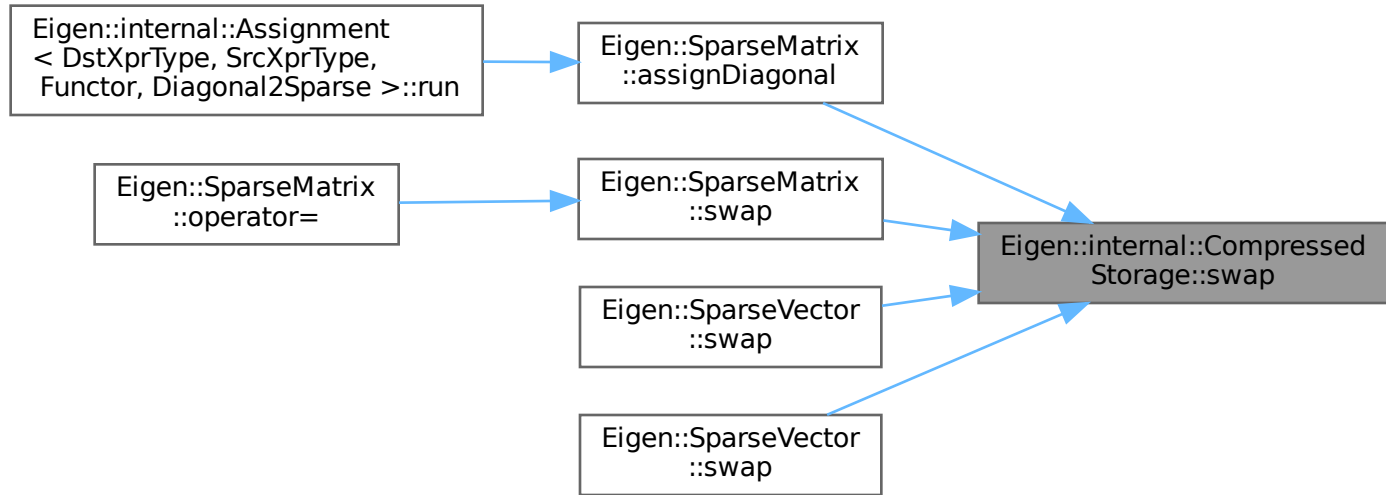 Eigen::internal::Assignment
< DstXprType, SrcXprType,
Functor, Diagonal2Sparse >::run
Eigen::SparseMatrix
::assignDiagonal
Eigen::SparseMatrix
::operator=
Eigen::SparseMatrix
::swap
Eigen::internal::Compressed
Storage::swap
Eigen::SparseVector
::swap
Eigen::SparseVector
::swap